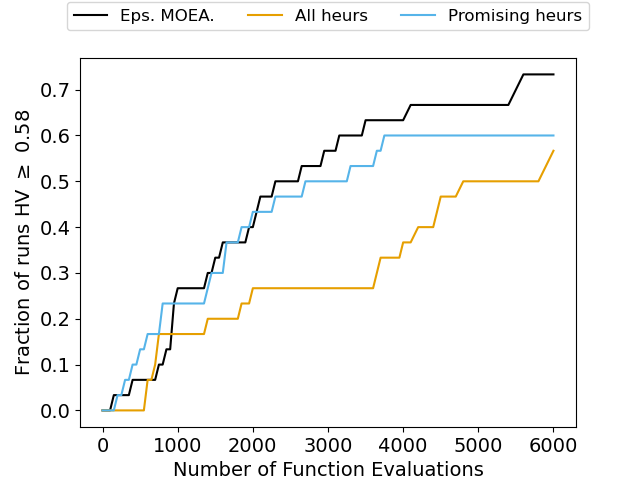 Eps. MOEA. All heurs Promising heurs
Fraction of runs HV ≥ 0.58
0.7
0.6
0.5
0.4
0.3
0.2
0.1
0.0
0 1000 2000 3000 4000 5000 6000
Number of Function Evaluations